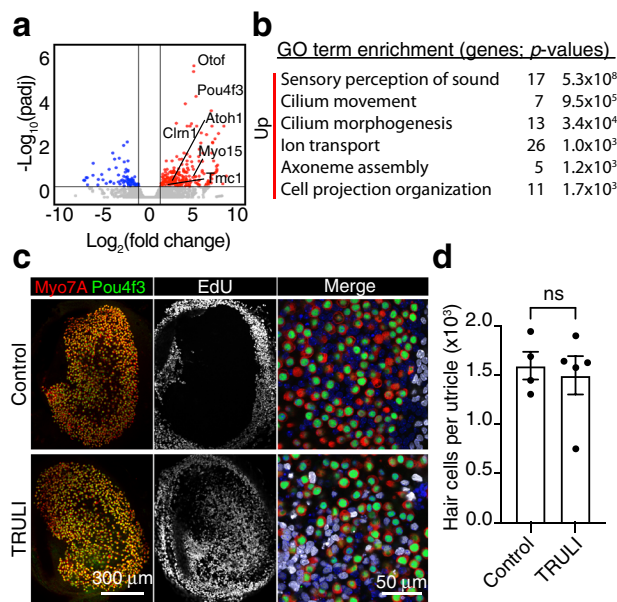 a
6
4
2
0
-Log10(padj)
Otof
Pou4f3
Atoh1
Clrn1
Myo15
Tmc1
-10 -5 0 5 10
Log2(fold change)
b
GO term enrichment (genes; p-values)
Up
Sensory perception of sound 17 5.3x10⁸
Cilium movement 7 9.5x10⁵
Cilium morphogenesis 13 3.4x10⁴
Ion transport 26 1.0x10³
Axoneme assembly 5 1.2x10³
Cell projection organization 11 1.7x10³
c
Myo7A Pou4f3 EdU Merge
Control
TRULI
300 μm
50 μm
d
ns
2.0
1.5
1.0
0.5
0.0
Hair cells per utricle (x10³)
Control TRULI